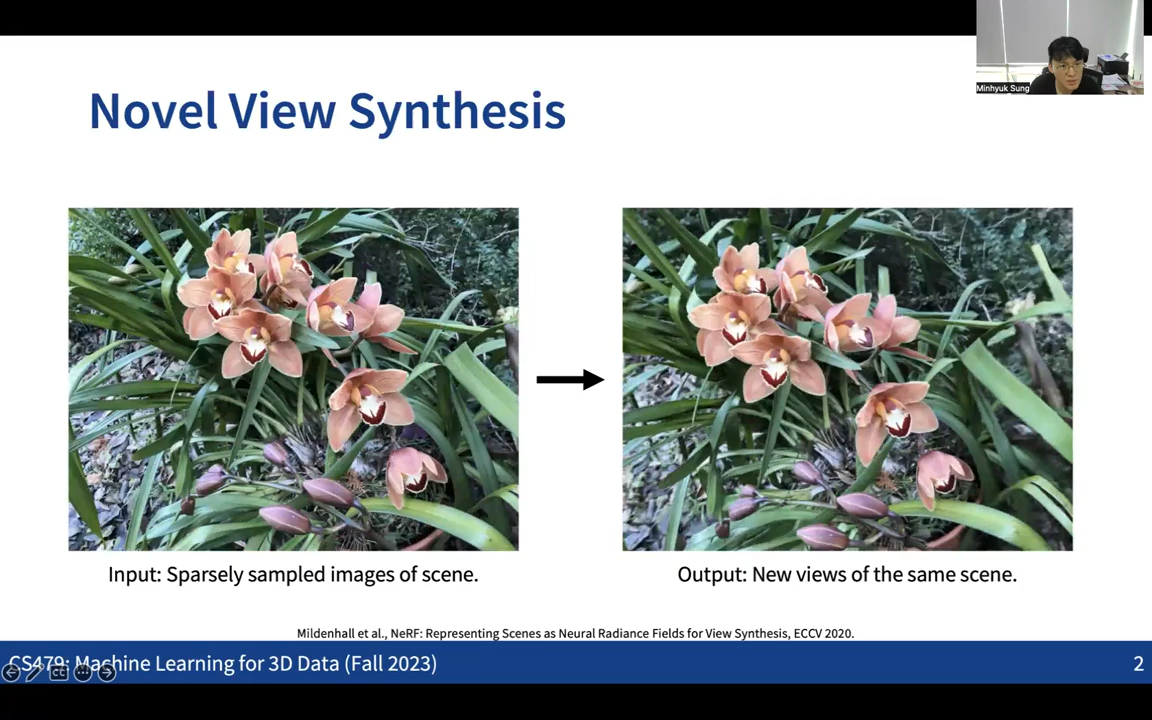 Minhyuk Sung
Novel View Synthesis
Input: Sparsely sampled images of scene.
Output: New views of the same scene.
Mildenhall et al., NeRF: Representing Scenes as Neural Radiance Fields for View Synthesis, ECCV 2020.
CS479: Machine Learning for 3D Data (Fall 2023)
2
CC